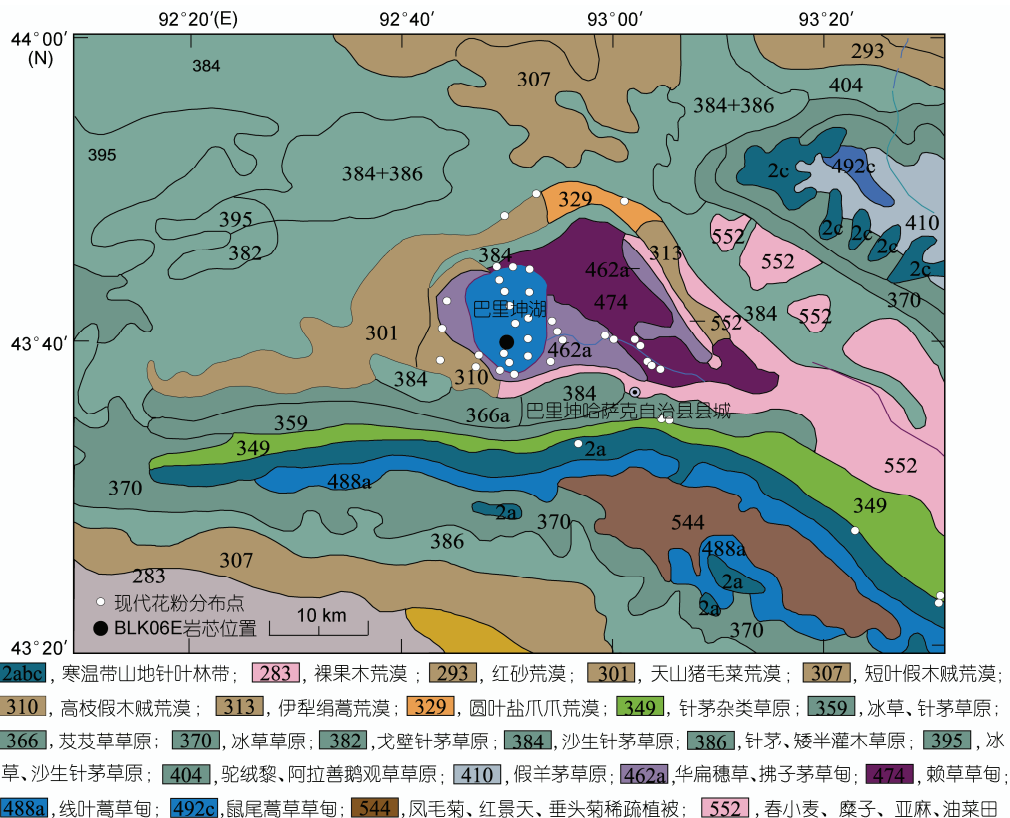 92°20′(E) 92°40′ 93°00′ 93°20′
44°00′
(N)
384 307 293
404
384+386
395 384+386 2c 492c
329
395 410
382 552 2c 2c 2c
384 462a 313 552 2c
474 370
巴里坤湖 552 384 552
301
43°40′
462a
384 310 384
366a 巴里坤哈萨克自治县县城
359
349 2a 552
370 488a 349
2a 370 544
386 488a
307 2a
283 2a
现代花粉分布点 370
BLK06E岩芯位置 10 km
43°20′
2abc, 寒温带山地针叶林带; 283, 裸果木荒漠; 293, 红砂荒漠; 301, 天山猪毛菜荒漠; 307, 短叶假木贼荒漠;
310, 高枝假木贼荒漠; 313, 伊犁绢蒿荒漠; 329, 圆叶盐爪爪荒漠; 349, 针茅杂类草原; 359, 冰草、针茅草原;
366, 芨芨草草原; 370, 冰草草原; 382, 戈壁针茅草原; 384, 沙生针茅草原; 386, 针茅、矮半灌木草原; 395, 冰
草、沙生针茅草原; 404, 驼绒黎、阿拉善鹅观草草原; 410, 假羊茅草原; 462a, 华扁穗草、拂子茅草甸; 474, 赖草草甸;
488a, 线叶蒿草甸; 492c, 鼠尾蒿草草甸; 544, 凤毛菊、红景天、垂头菊稀疏植被; 552, 春小麦、糜子、亚麻、油菜田